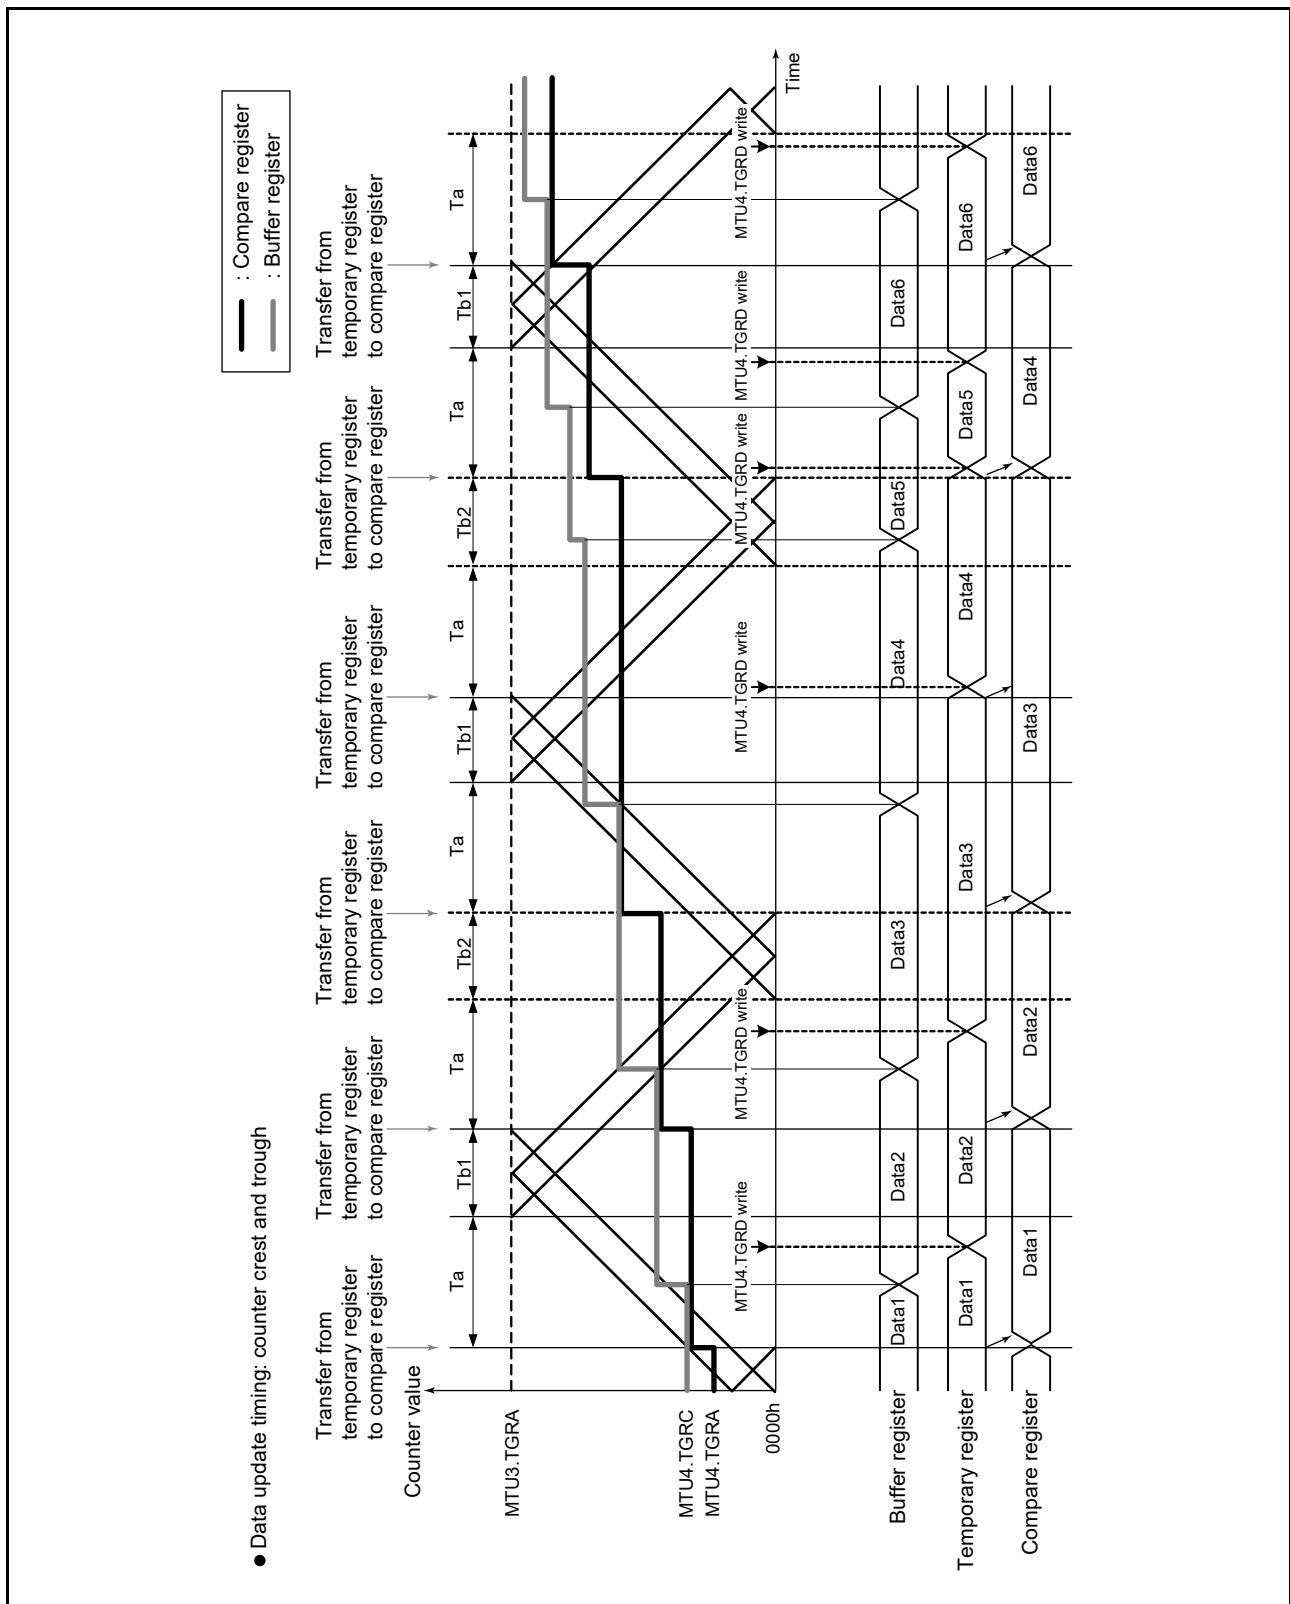 ● Data update timing: counter crest and trough
: Compare register
: Buffer register
Transfer from
temporary register
to compare register
Transfer from
temporary register
to compare register
Transfer from
temporary register
to compare register
Transfer from
temporary register
to compare register
Transfer from
temporary register
to compare register
Transfer from
temporary register
to compare register
Transfer from
temporary register
to compare register
Counter value
Ta
Tb1
Ta
Tb2
Ta
Tb1
Ta
Tb2
Ta
Tb1
Ta
MTU3.TGRA
MTU4.TGRC
MTU4.TGRA
MTU4.TGRD write
MTU4.TGRD write
MTU4.TGRD write
MTU4.TGRD write
MTU4.TGRD write
MTU4.TGRD write
0000h
Time
Buffer register
Data1
Data2
Data3
Data4
Data5
Data6
Temporary register
Data1
Data2
Data3
Data4
Data5
Data6
Compare register
Data1
Data2
Data3
Data4
Data6